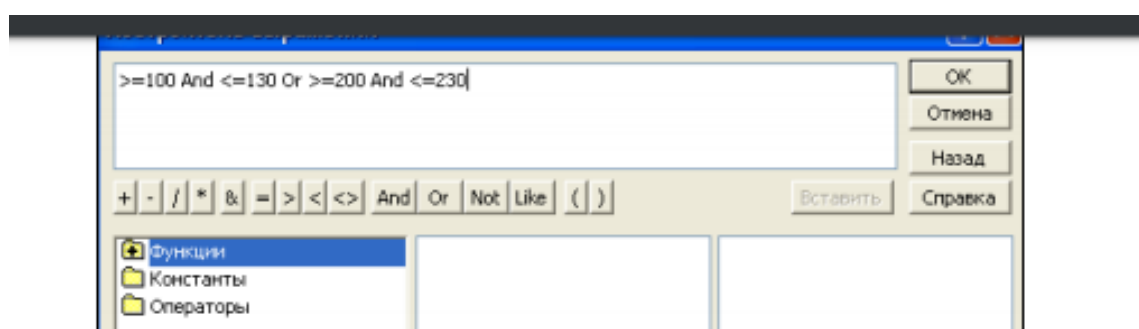 >=100 And <=130 Or >=200 And <=230
OK
Отмена
Назад
+ - / * & = > < <> And Or Not Like ( ) Вставить Справка
Функции
Константы
Операторы